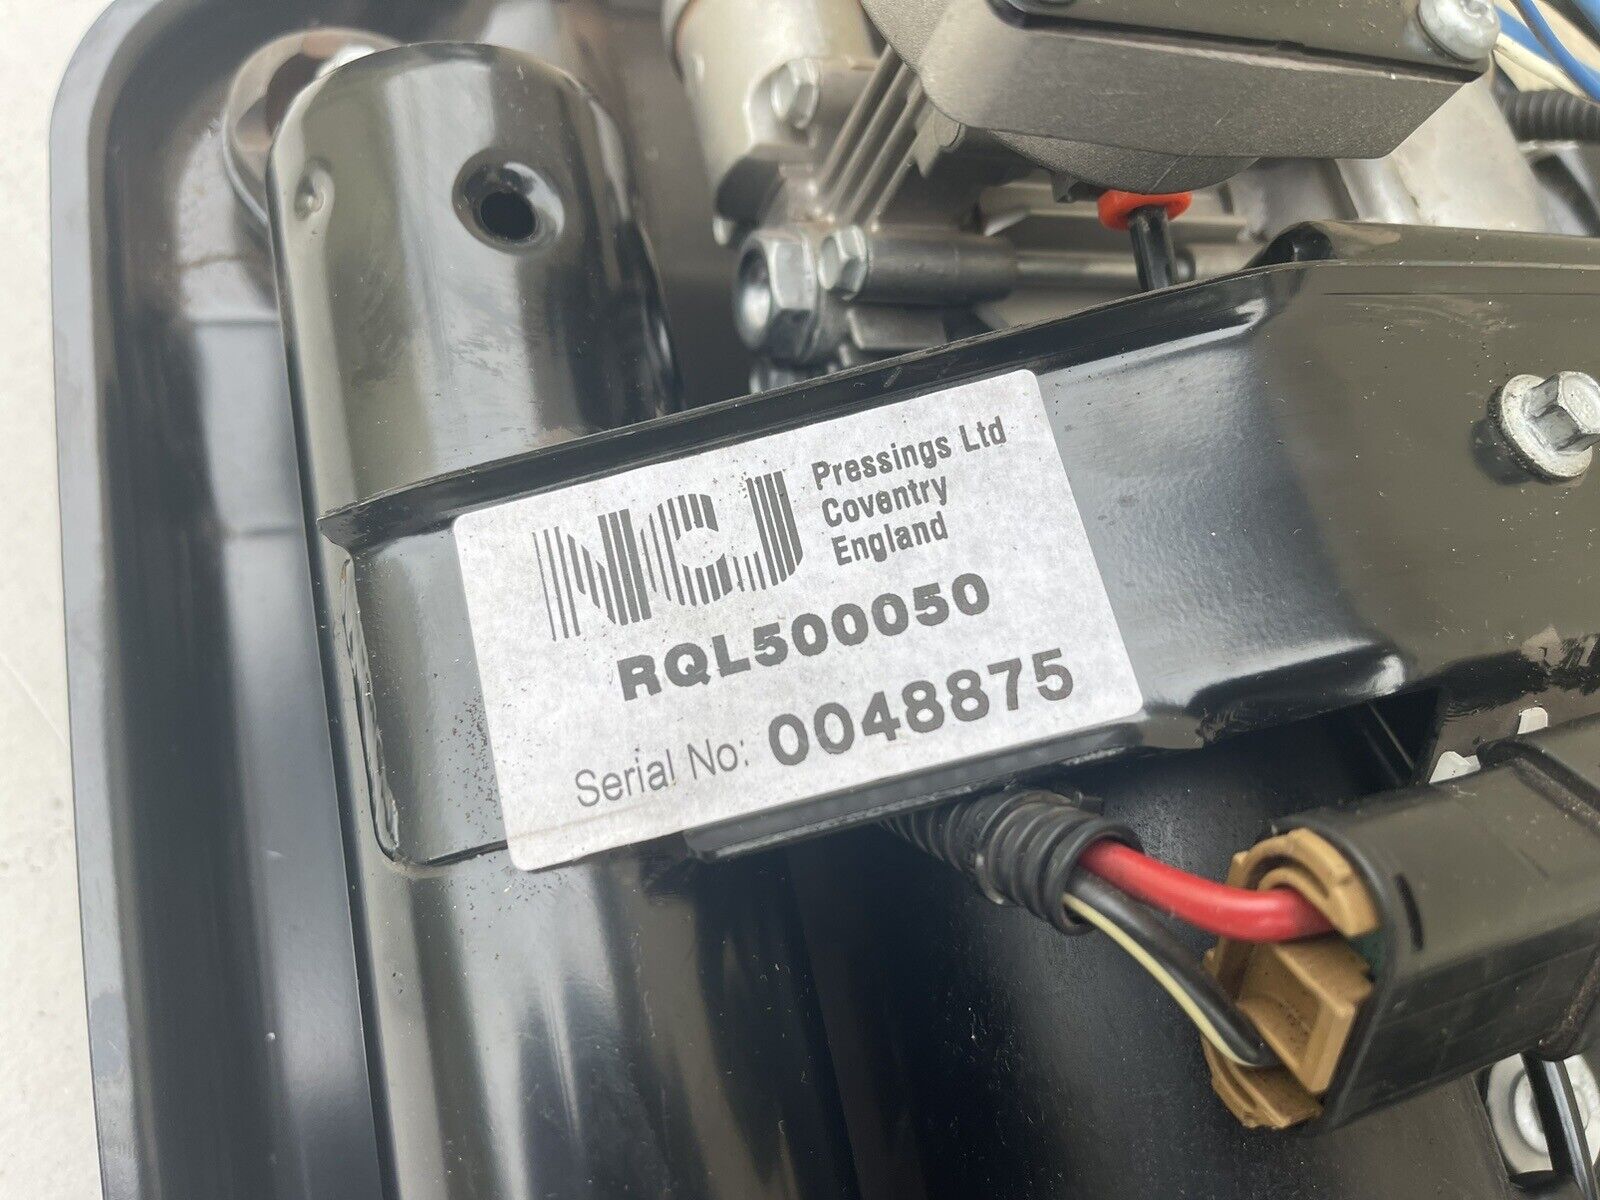 NCJ
Pressings Ltd
Coventry
England
RQL500050
Serial No: 0048875